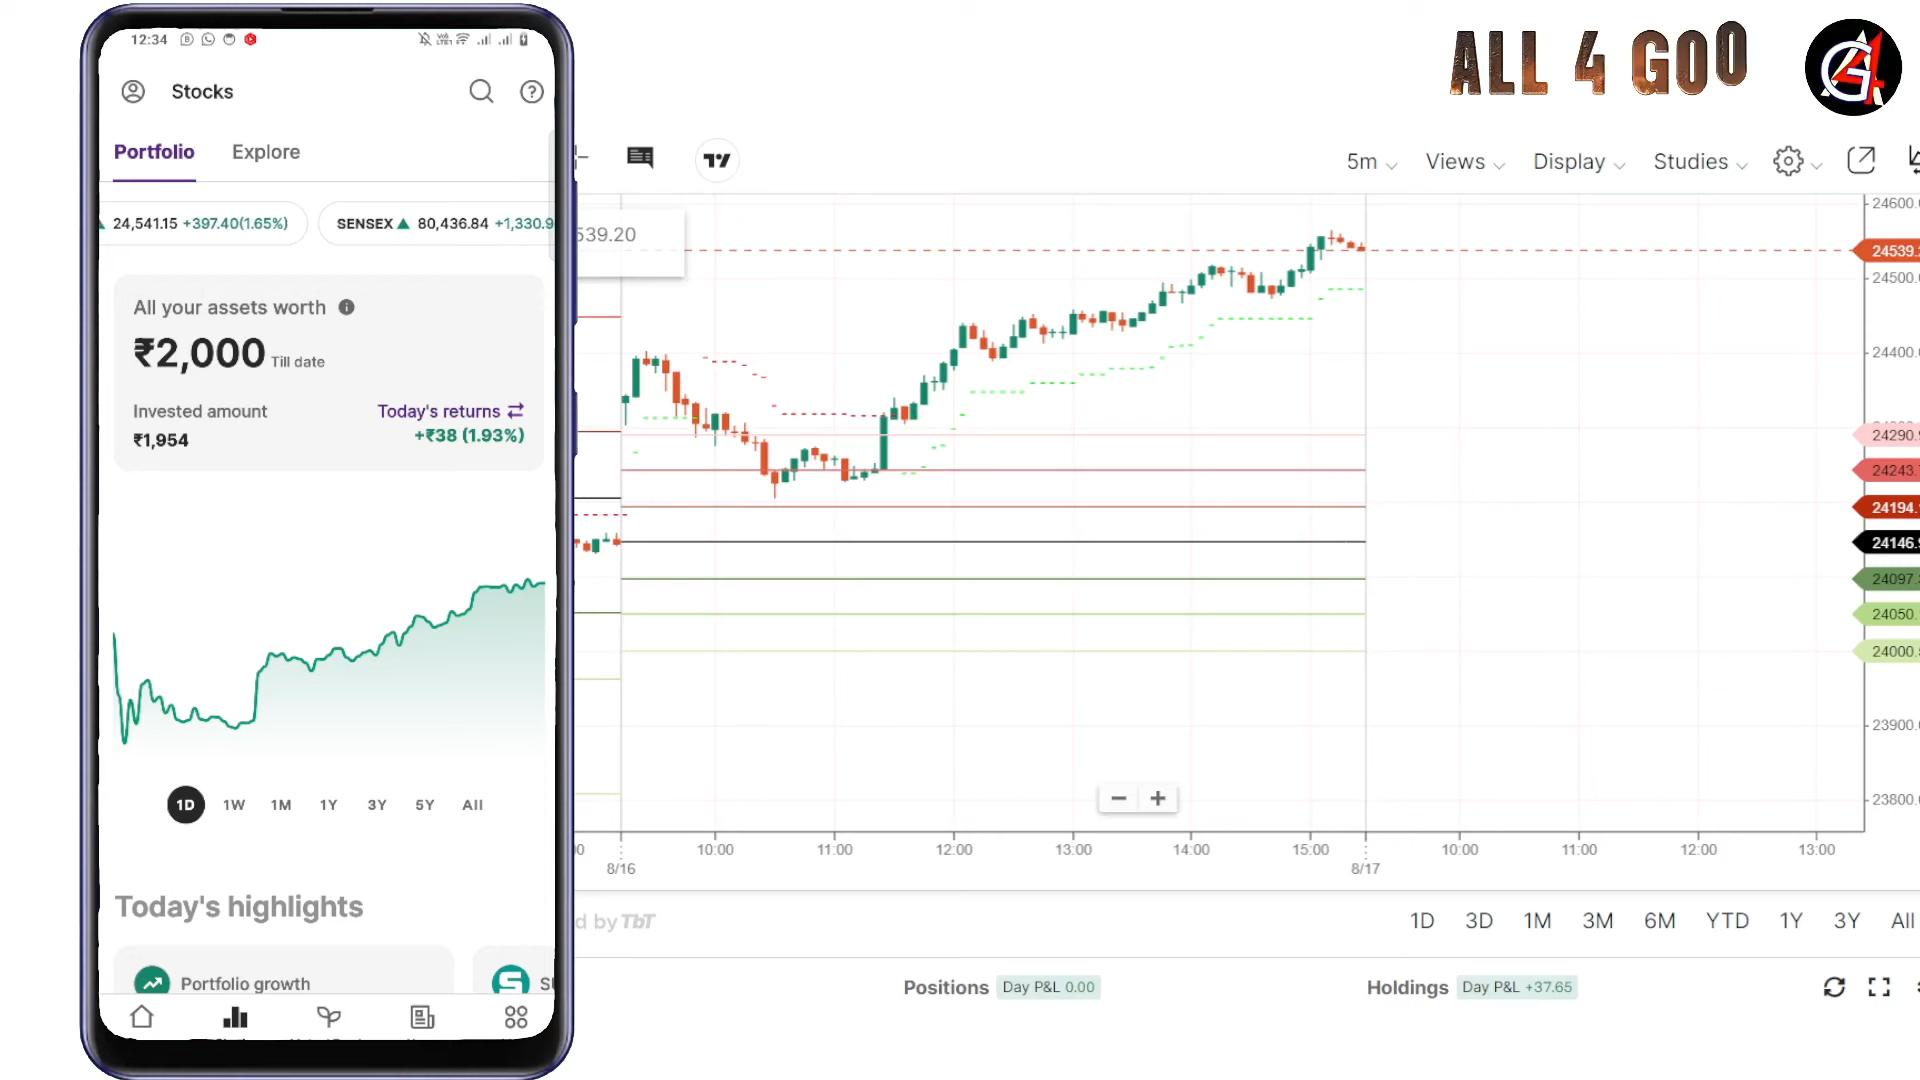 12:34
Stocks
Portfolio
Explore
24,541.15 +397.40(1.65%)
SENSEX ▲ 80,436.84 +1,330.9
All your assets worth
₹2,000 Till date
Invested amount
₹1,954
Today's returns
+₹38 (1.93%)
1D 1W 1M 1Y 3Y 5Y All
Today's highlights
Portfolio growth
ALL 4 GOO
5m Views Display Studies
539.20
24600.
24539.
24500.
24400.
24290.
24243.
24194.
24146.
24097.
24050.
24000.
23900.
23800.
10:00 11:00 12:00 13:00 14:00 15:00 10:00 11:00 12:00 13:00
8/16 8/17
d by TbT
1D 3D 1M 3M 6M YTD 1Y 3Y All
Positions Day P&L 0.00
Holdings Day P&L +37.65